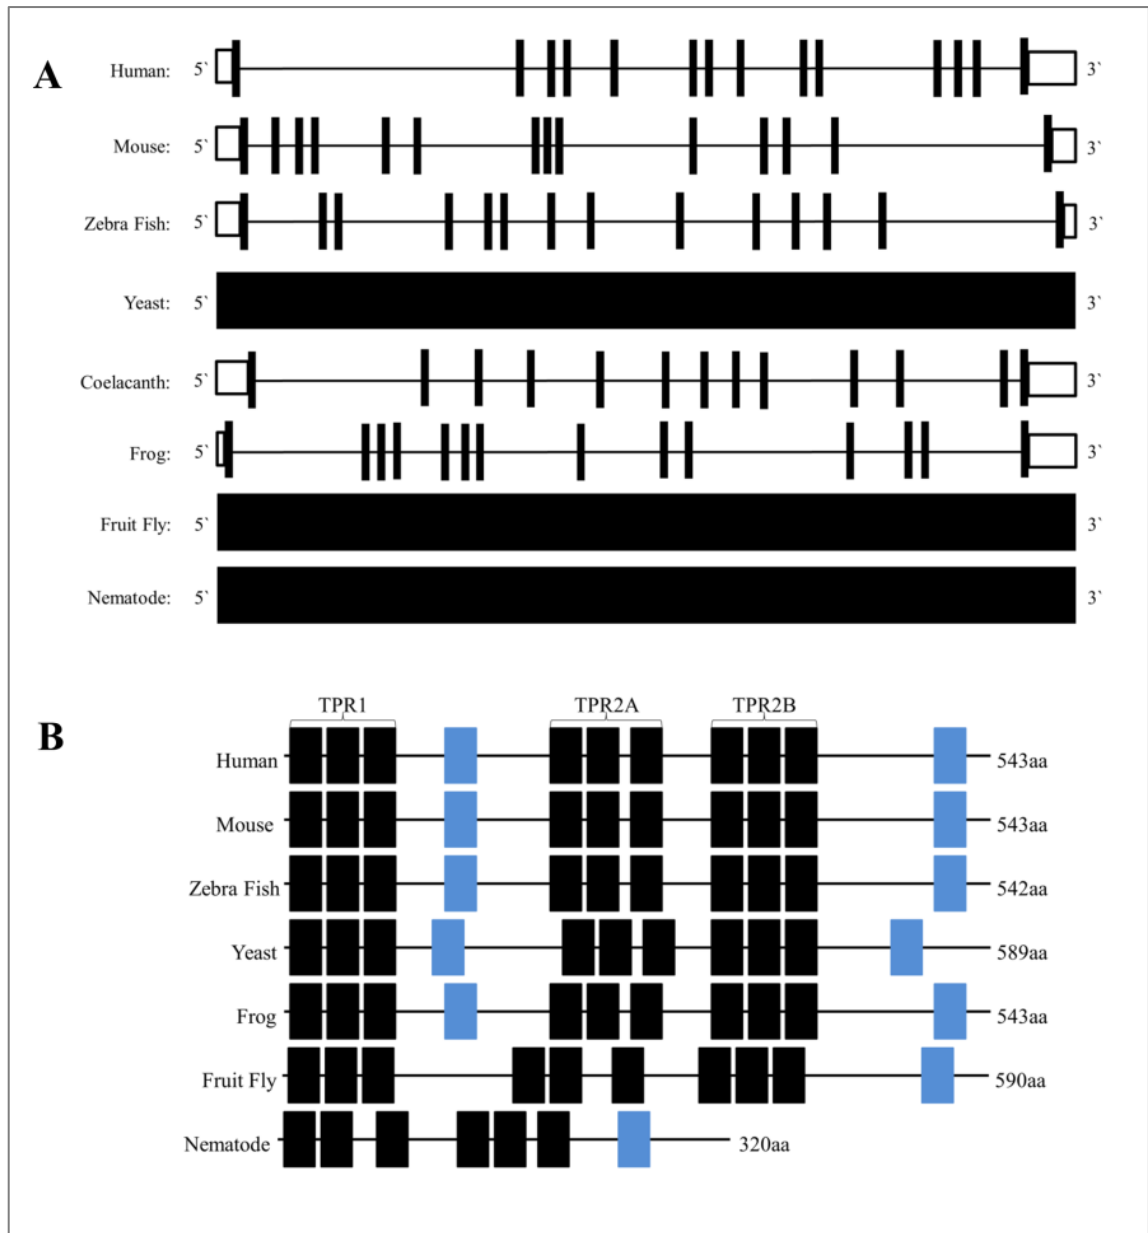 A
Human: 5` 3`
Mouse: 5` 3`
Zebra Fish: 5` 3`
Yeast: 5` 3`
Coelacanth: 5` 3`
Frog: 5` 3`
Fruit Fly: 5` 3`
Nematode: 5` 3`
B
TPR1 TPR2A TPR2B
Human 543aa
Mouse 543aa
Zebra Fish 542aa
Yeast 589aa
Frog 543aa
Fruit Fly 590aa
Nematode 320aa